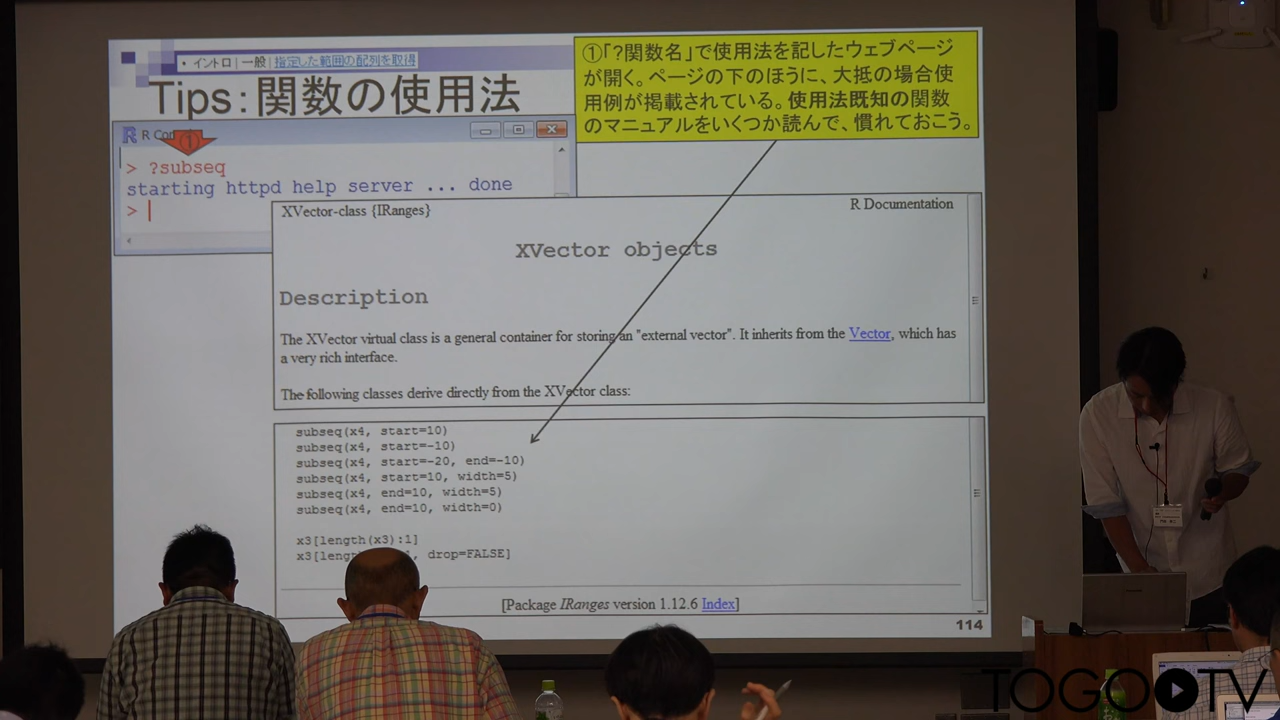 • イントロ | 一般 | 指定した範囲の配列を取得
Tips:関数の使用法
①「?関数名」で使用法を記したウェブページ
が開く。ページの下のほうに、大抵の場合使
用例が掲載されている。使用法既知の関数
のマニュアルをいくつか読んで、慣れておこう。
R Con
①
> ?subseq
starting httpd help server ... done
>
XVector-class {IRanges}
R Documentation
XVector objects
Description
The XVector virtual class is a general container for storing an "external vector". It inherits from the Vector, which has
a very rich interface.
The following classes derive directly from the XVector class:
subseq(x4, start=10)
subseq(x4, start=-10)
subseq(x4, start=-20, end=-10)
subseq(x4, start=10, width=5)
subseq(x4, end=10, width=5)
subseq(x4, end=10, width=0)
x3[length(x3):1]
x3[leng , drop=FALSE]
[Package IRanges version 1.12.6 Index]
114
TOGO TV